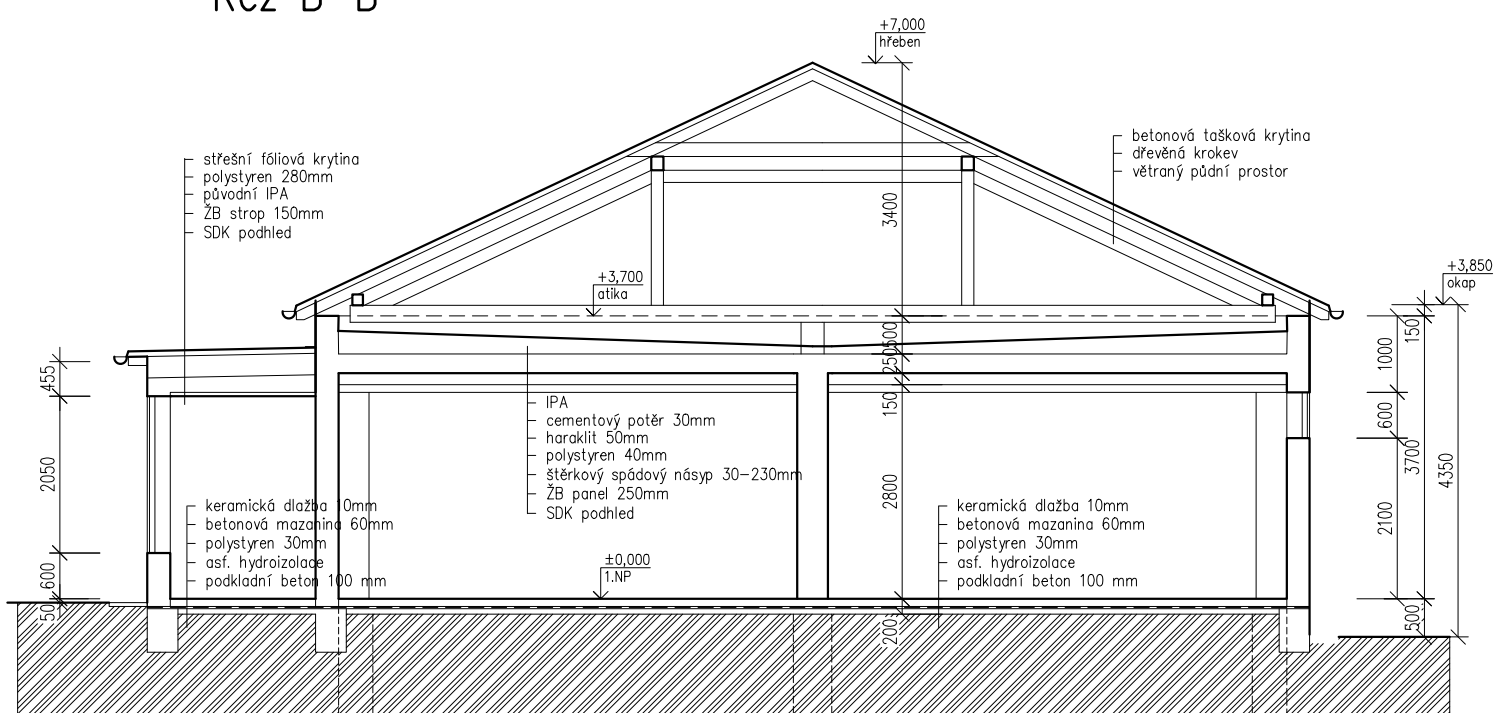 Řez B-B
+7,000
hřeben
střešní fóliová krytina
polystyren 280mm
původní IPA
ŽB strop 150mm
SDK podhled
betonová tašková krytina
dřevěná krokev
větraný půdní prostor
3400
+3,700
atika
+3,850
okap
150
1000
500
250
150
455
600
IPA
cementový potěr 30mm
haraklit 50mm
polystyren 40mm
štěrkový spádový násyp 30-230mm
ŽB panel 250mm
SDK podhled
2050
2800
3700
4350
2100
keramická dlažba 10mm
betonová mazanina 60mm
polystyren 30mm
asf. hydroizolace
podkladní beton 100 mm
keramická dlažba 10mm
betonová mazanina 60mm
polystyren 30mm
asf. hydroizolace
podkladní beton 100 mm
±0,000
1.NP
600
50
200
500